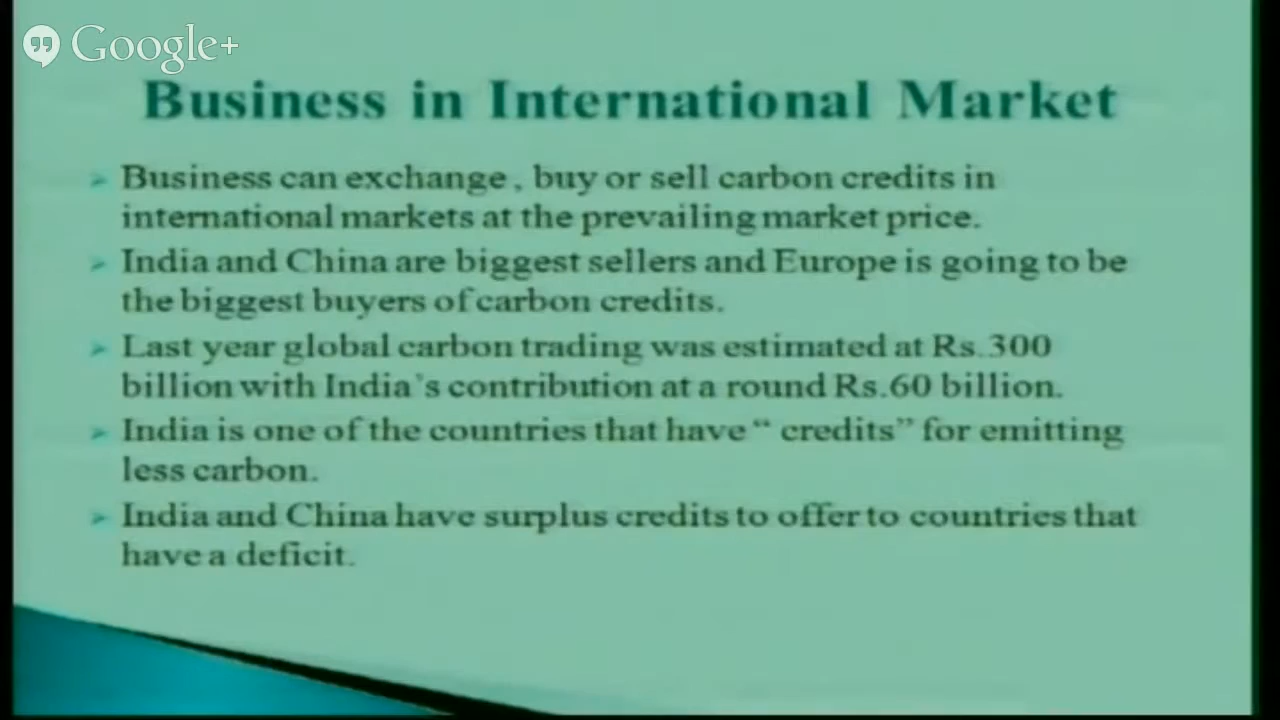 Google+
Business in International Market
Business can exchange , buy or sell carbon credits in
international markets at the prevailing market price.
India and China are biggest sellers and Europe is going to be
the biggest buyers of carbon credits.
Last year global carbon trading was estimated at Rs.300
billion with India's contribution at a round Rs.60 billion.
India is one of the countries that have “ credits” for emitting
less carbon.
India and China have surplus credits to offer to countries that
have a deficit.